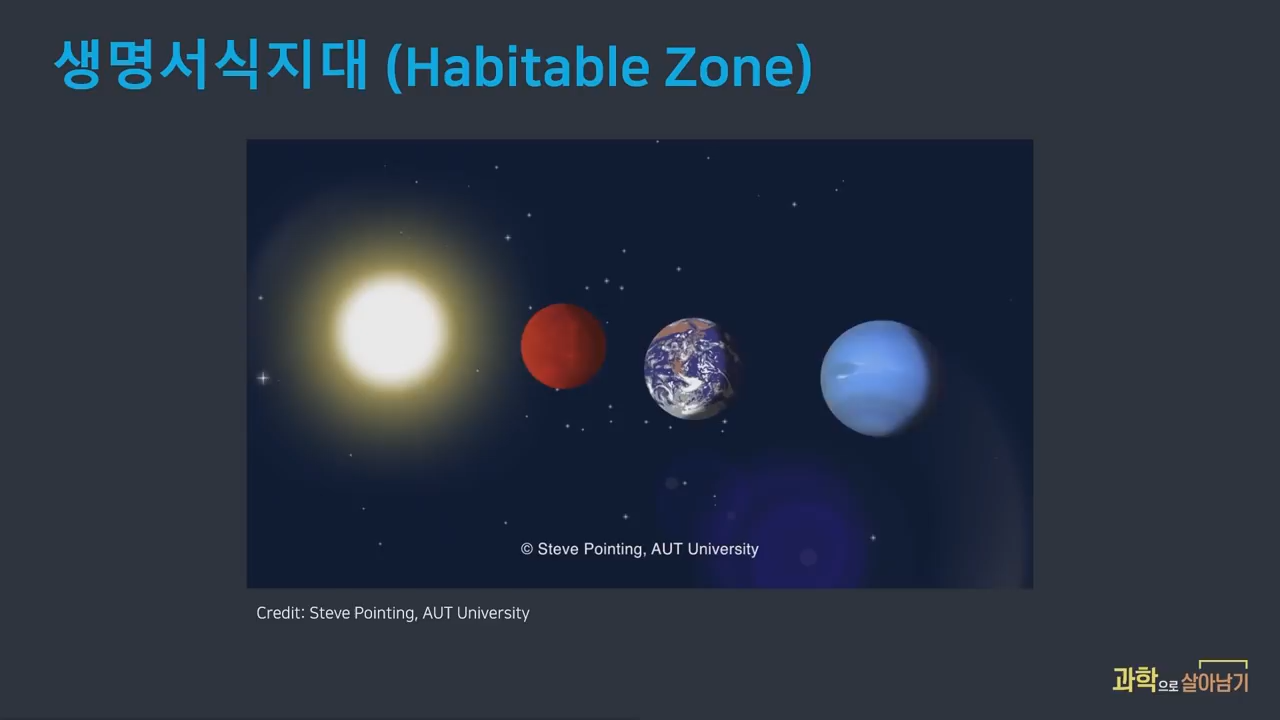 생명서식지대 (Habitable Zone)
© Steve Pointing, AUT University
Credit: Steve Pointing, AUT University
과학으로 살아남기